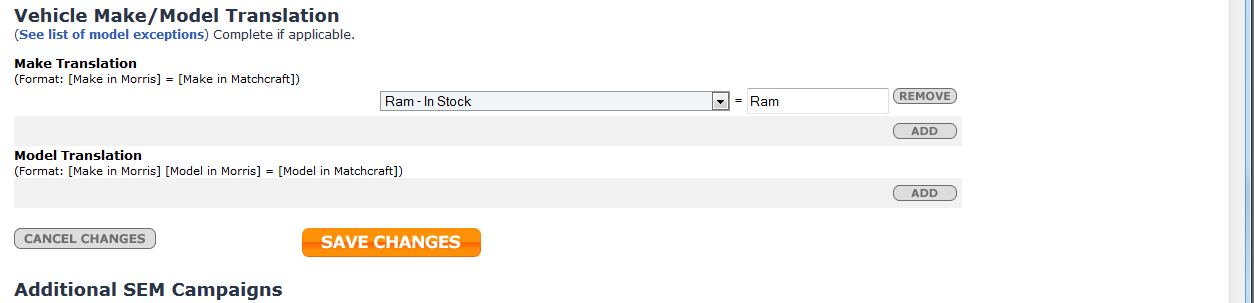 Vehicle Make/Model Translation
(See list of model exceptions) Complete if applicable.
Make Translation
(Format: [Make in Morris] = [Make in Matchcraft])
Ram - In Stock = Ram REMOVE
ADD
Model Translation
(Format: [Make in Morris] [Model in Morris] = [Model in Matchcraft])
ADD
CANCEL CHANGES SAVE CHANGES
Additional SEM Campaigns